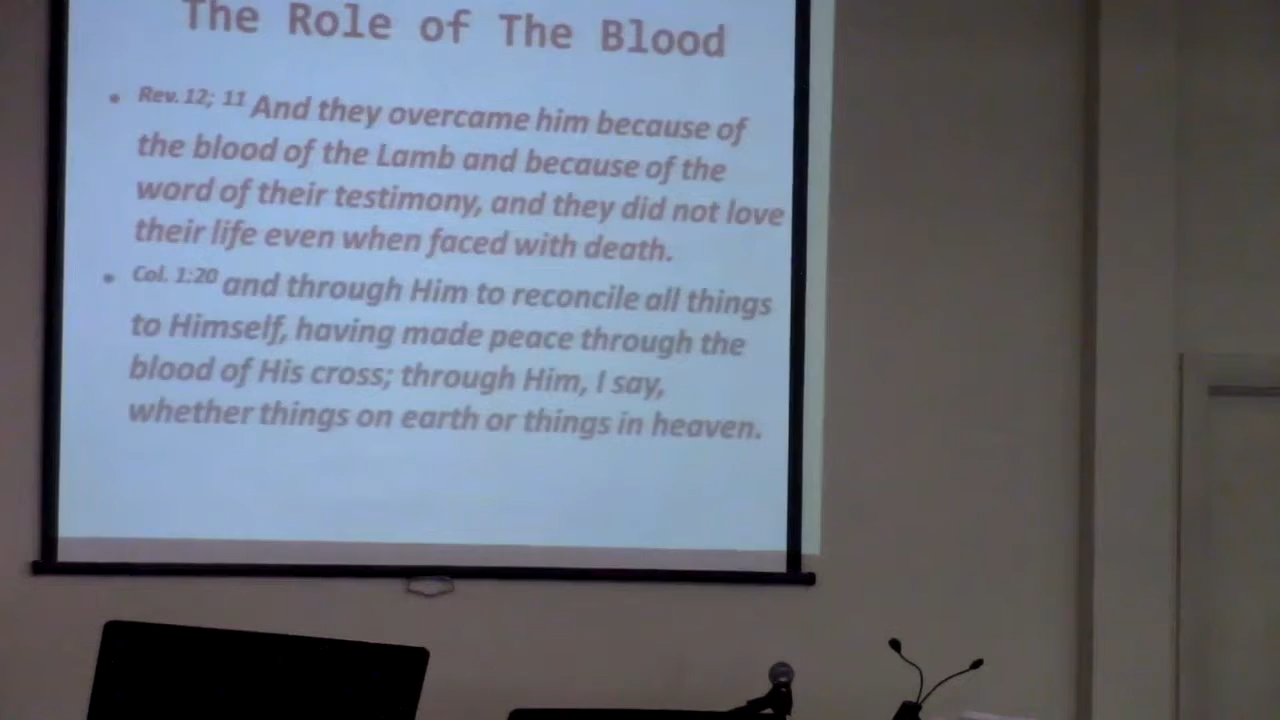 The Role of The Blood
• Rev. 12; 11 And they overcame him because of
the blood of the Lamb and because of the
word of their testimony, and they did not love
their life even when faced with death.
• Col. 1:20 and through Him to reconcile all things
to Himself, having made peace through the
blood of His cross; through Him, I say,
whether things on earth or things in heaven.